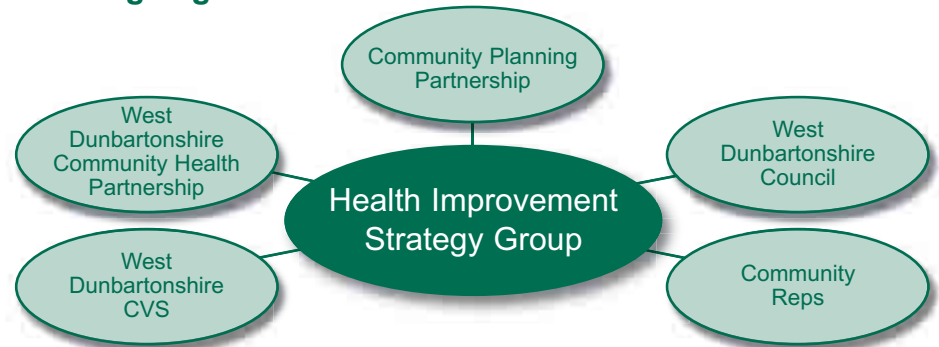 Community Planning
Partnership
West
Dunbartonshire
Community Health
Partnership
West
Dunbartonshire
Council
Health Improvement
Strategy Group
West
Dunbartonshire
CVS
Community
Reps